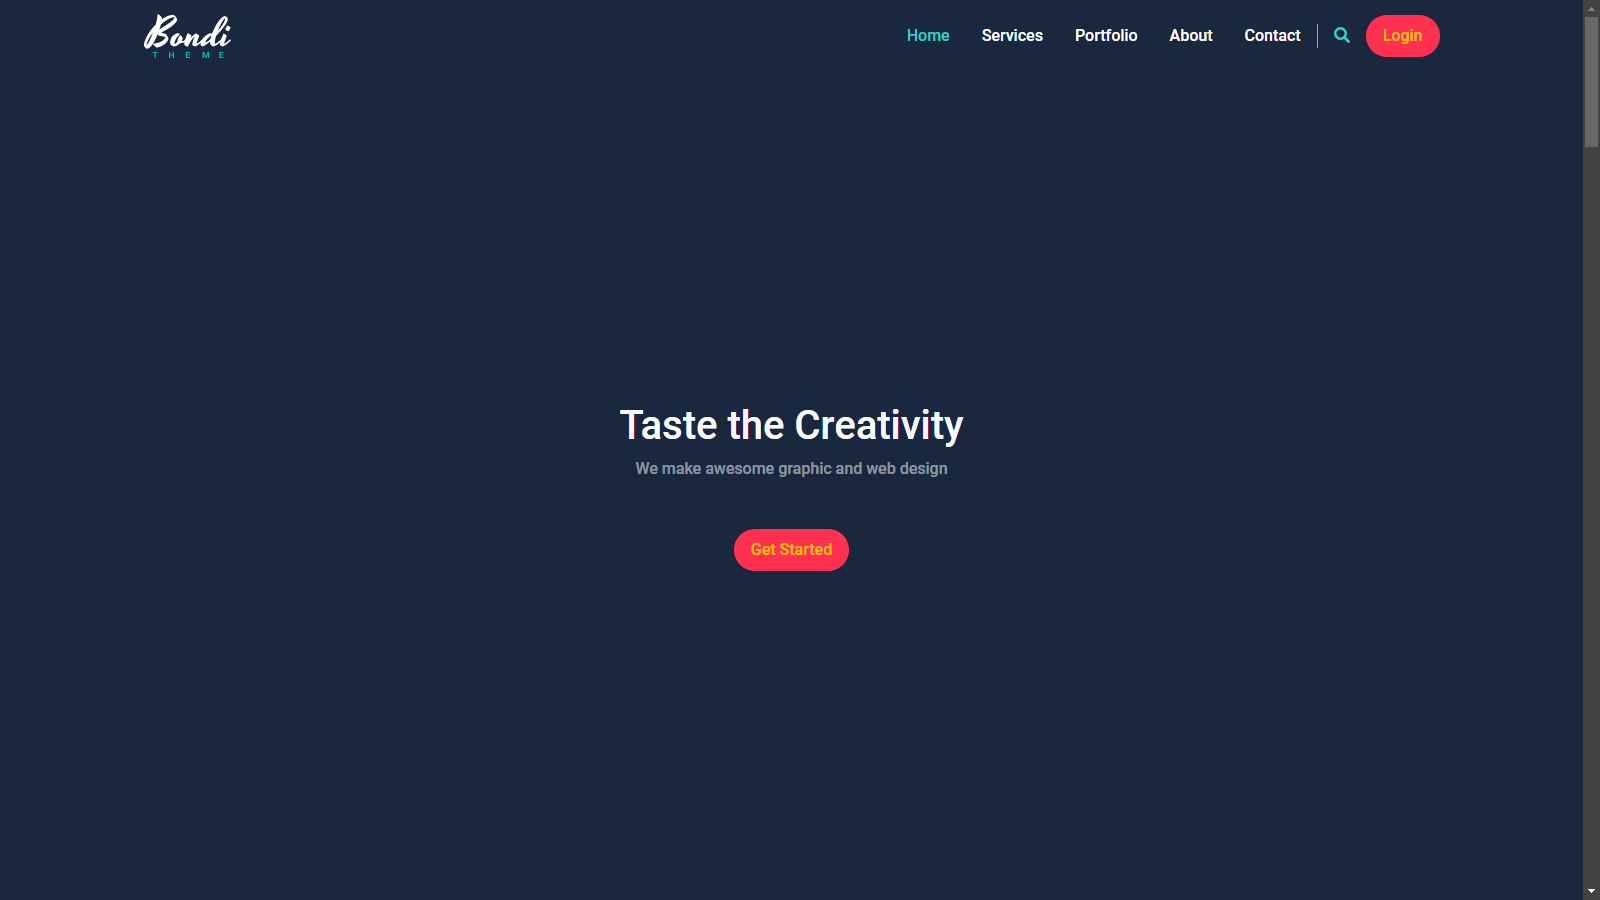 Bondi
THEME
Home Services Portfolio About Contact Login
Taste the Creativity
We make awesome graphic and web design
Get Started